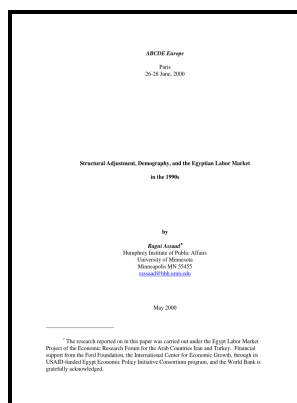 ABCDE Europe
Paris
26-28 June, 2000
Structural Adjustment, Demography, and the Egyptian Labor Market
in the 1990s
by
Ragui Assaad*
Humphrey Institute of Public Affairs
University of Minnesota
Minneapolis MN 55455
rassaad@hhh.umn.edu
May 2000
* The research reported on in this paper was carried out under the Egypt Labor Market
Project of the Economic Research Forum for the Arab Countries Iran and Turkey. Financial
support from the Ford Foundation, the International Center for Economic Growth, through its
USAID-funded Egypt Economic Policy Initiative Consortium program, and the World Bank is
gratefully acknowledged.